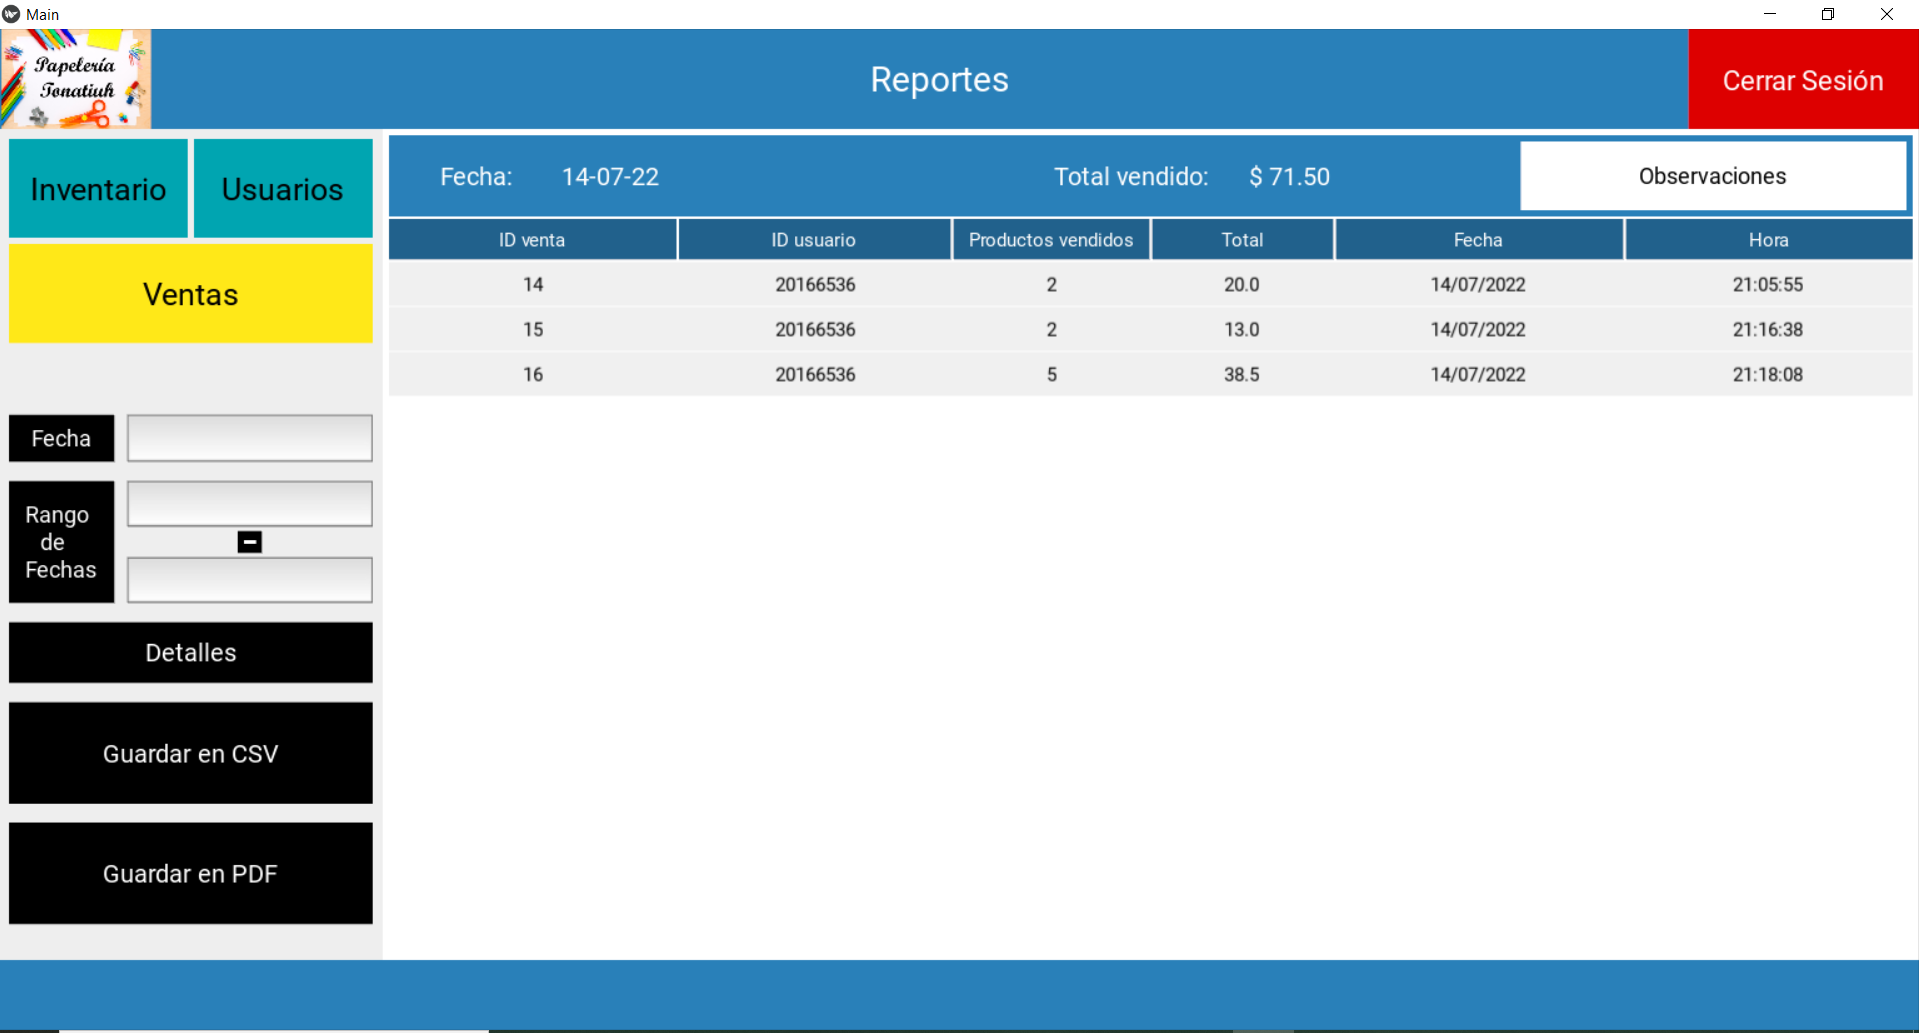 Main
Papelería
Tonatiuh
Reportes
Cerrar Sesión
Inventario
Usuarios
Ventas
Fecha
Rango
de
Fechas
Detalles
Guardar en CSV
Guardar en PDF
Fecha: 14-07-22 Total vendido: $ 71.50 Observaciones
ID venta ID usuario Productos vendidos Total Fecha Hora
14 20166536 2 20.0 14/07/2022 21:05:55
15 20166536 2 13.0 14/07/2022 21:16:38
16 20166536 5 38.5 14/07/2022 21:18:08